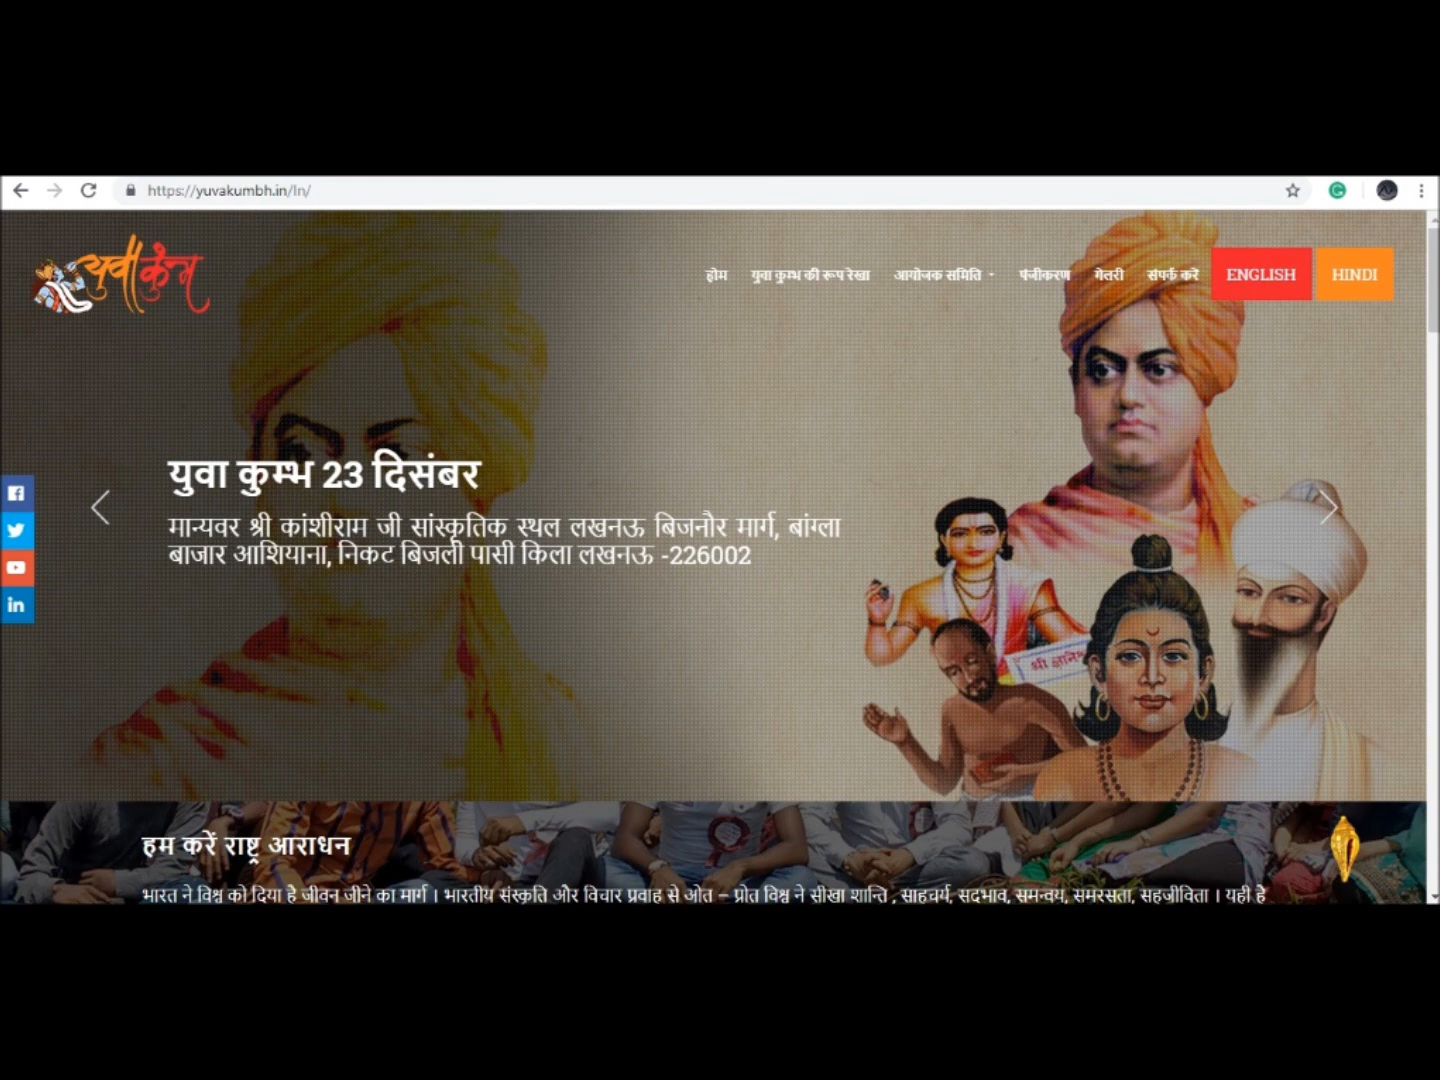 https://yuvakumbh.in/In/
युवा कुम्भ
होम
युवा कुम्भ की रूप रेखा
आयोजक समिति
पंजीकरण
गेलरी
संपर्क करें
ENGLISH
HINDI
युवा कुम्भ 23 दिसंबर
मान्यवर श्री कांशीराम जी सांस्कृतिक स्थल लखनऊ बिजनौर मार्ग, बांग्ला
बाजार आशियाना, निकट बिजली पासी किला लखनऊ -226002
in
हम करें राष्ट्र आराधन
भारत ने विश्व को दिया है जीवन जीने का मार्ग । भारतीय संस्कृति और विचार प्रवाह से ओत – प्रोत विश्व ने सीखा शान्ति , साहचर्य, सदभाव, समन्वय, समरसता, सहजीविता । यही है